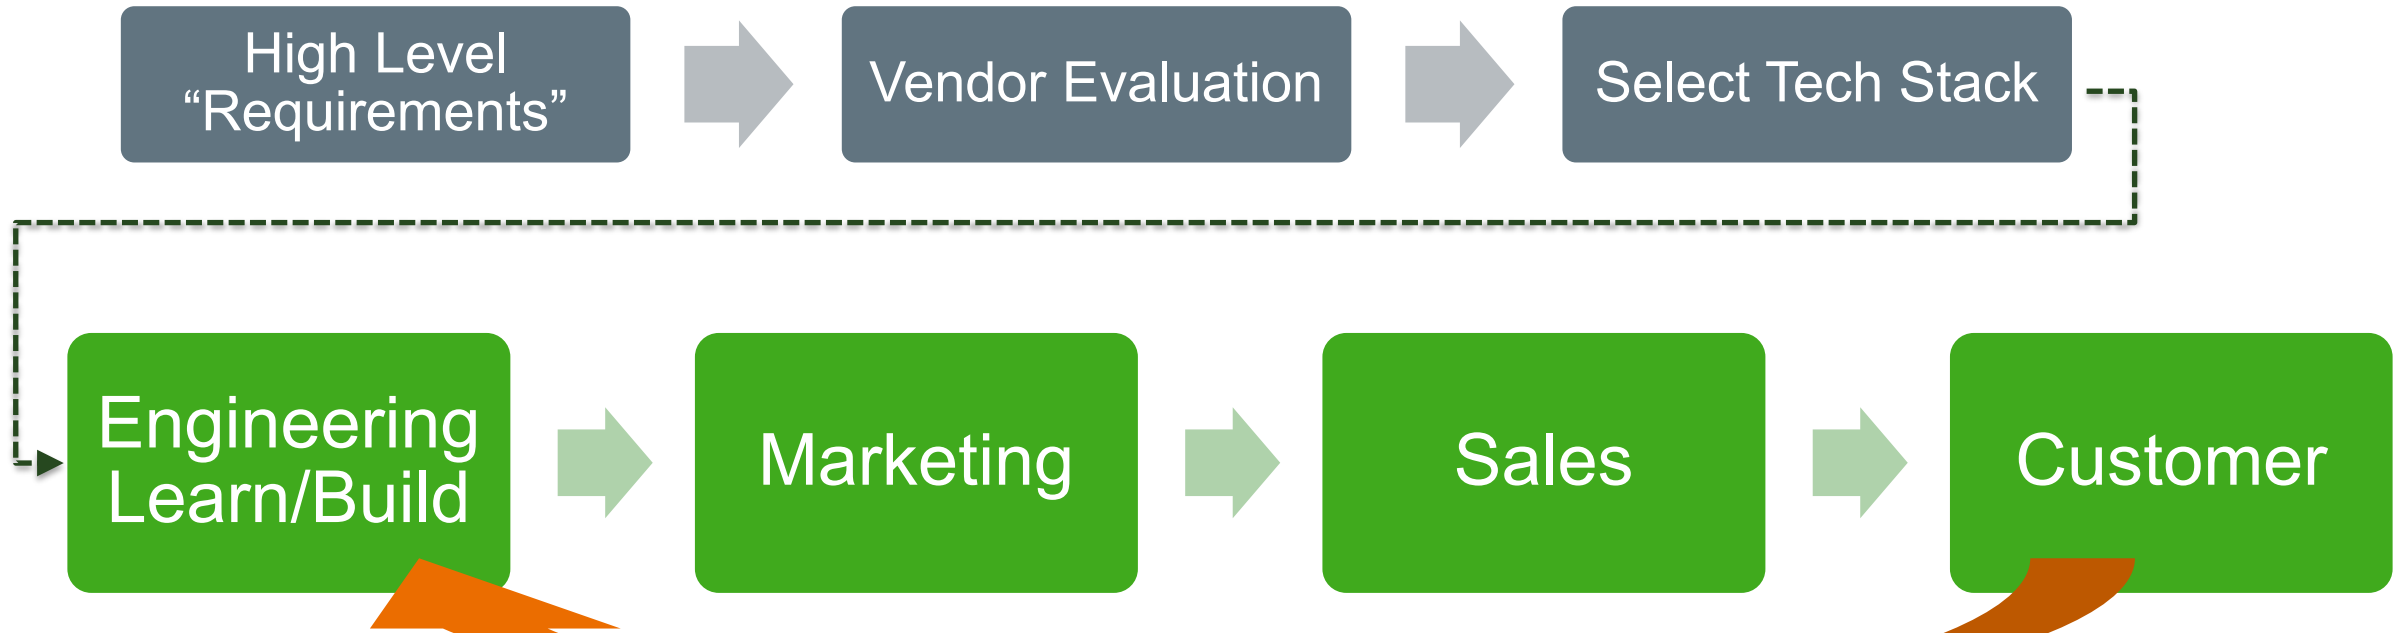 High Level
“Requirements”
Vendor Evaluation
Select Tech Stack
Engineering
Learn/Build
Marketing
Sales
Customer